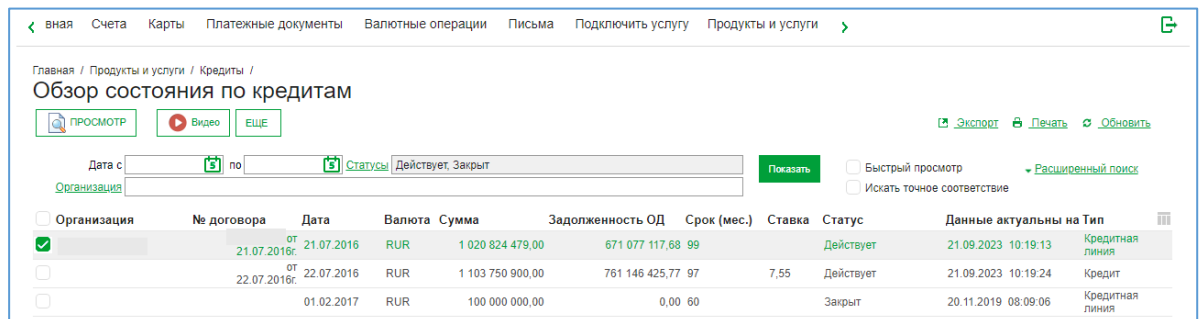 вная Счета Карты Платежные документы Валютные операции Письма Подключить услугу Продукты и услуги
Главная / Продукты и услуги / Кредиты /
Обзор состояния по кредитам
ПРОСМОТР Видео ЕЩЕ Экспорт Печать Обновить
Дата с 5 по 5 Статусы Действует, Закрыт Показать Быстрый просмотр Расширенный поиск
Организация Искать точное соответствие
Организация № договора Дата Валюта Сумма Задолженность ОД Срок (мес.) Ставка Статус Данные актуальны на Тип
от 21.07.2016г. 21.07.2016 RUR 1 020 824 479,00 671 077 117,68 99 Действует 21.09.2023 10:19:13 Кредитная линия
от 22.07.2016г. 22.07.2016 RUR 1 103 750 900,00 761 146 425,77 97 7,55 Действует 21.09.2023 10:19:24 Кредит
01.02.2017 RUR 100 000 000,00 0,00 60 Закрыт 20.11.2019 08:09:06 Кредитная линия